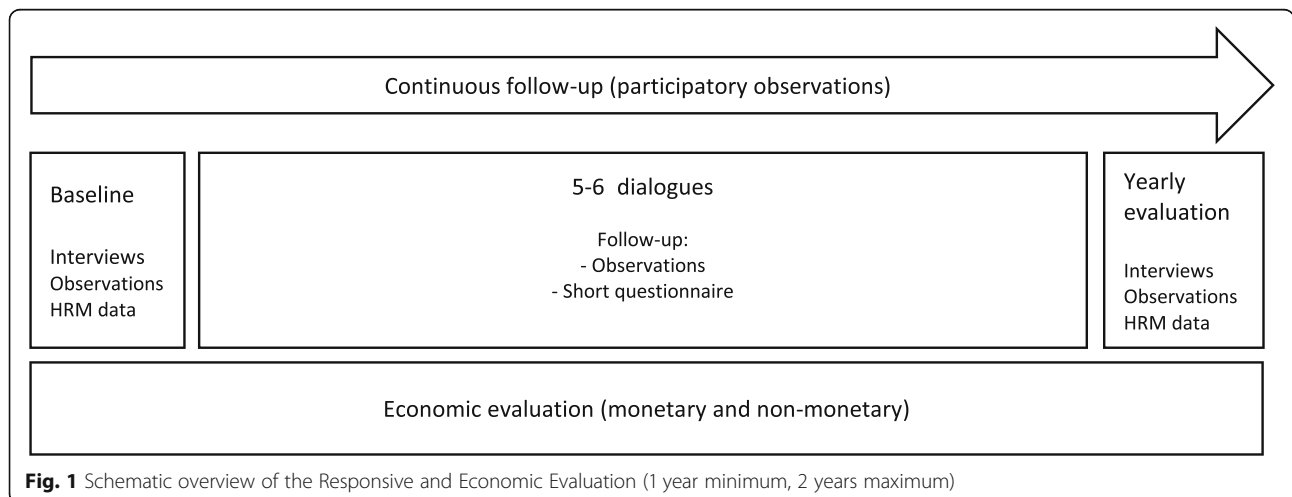 Continuous follow-up (participatory observations)
Baseline
Interviews
Observations
HRM data
5-6 dialogues
Follow-up:
- Observations
- Short questionnaire
Yearly
evaluation
Interviews
Observations
HRM data
Economic evaluation (monetary and non-monetary)
Fig. 1 Schematic overview of the Responsive and Economic Evaluation (1 year minimum, 2 years maximum)